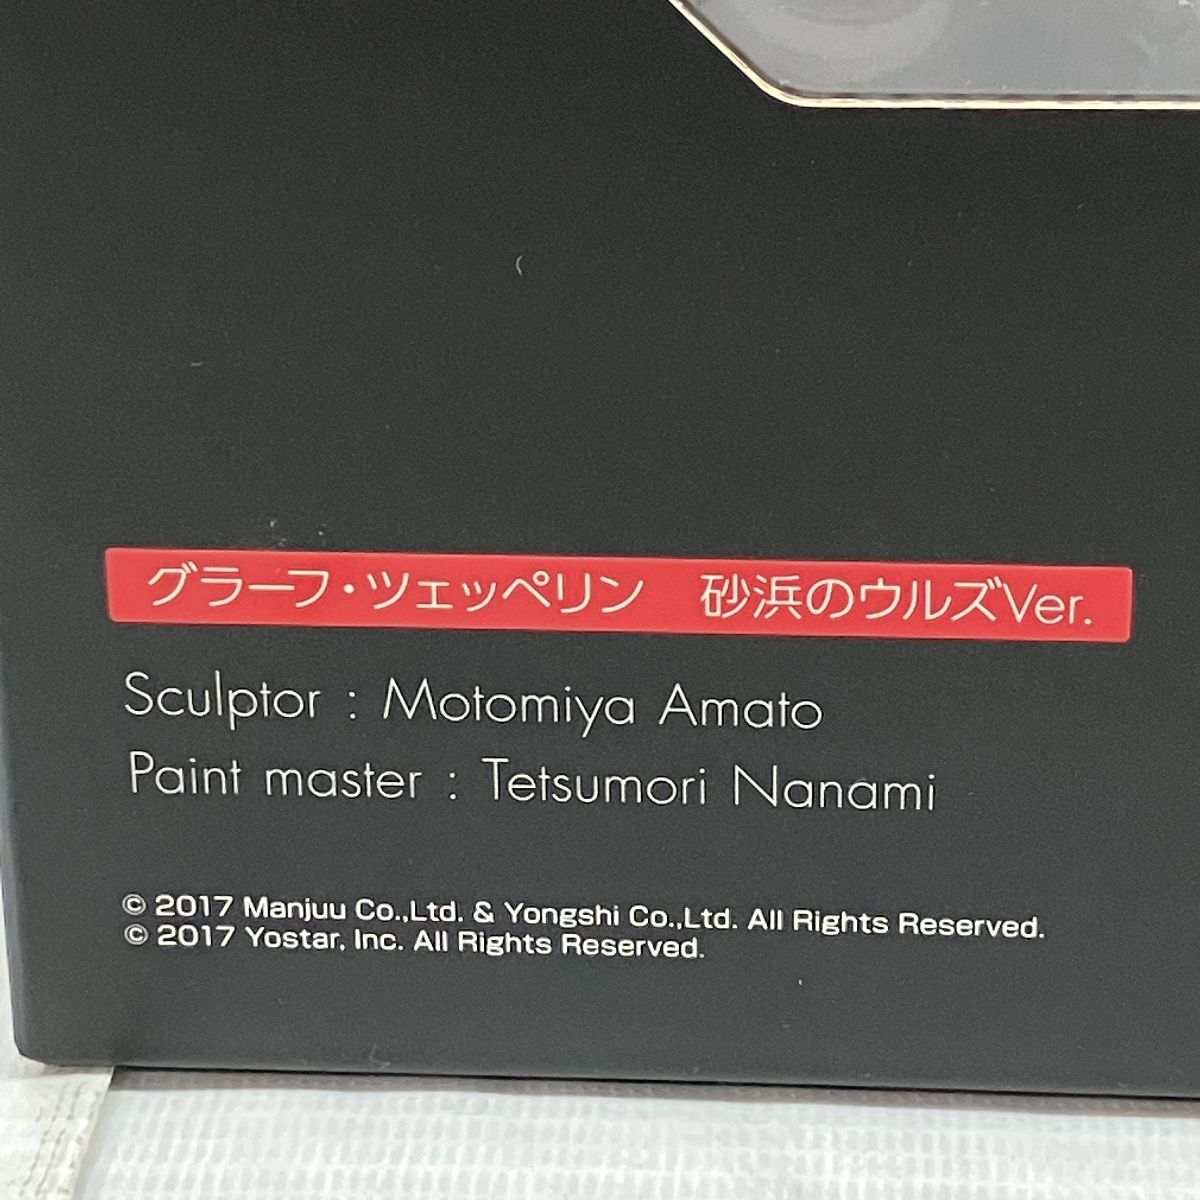 グラーフ・ツェッペリン　砂浜のウルズVer.
Sculptor : Motomiya Amato
Paint master : Tetsumori Nanami
© 2017 Manjuu Co.,Ltd. & Yongshi Co.,Ltd. All Rights Reserved.
© 2017 Yostar, Inc. All Rights Reserved.